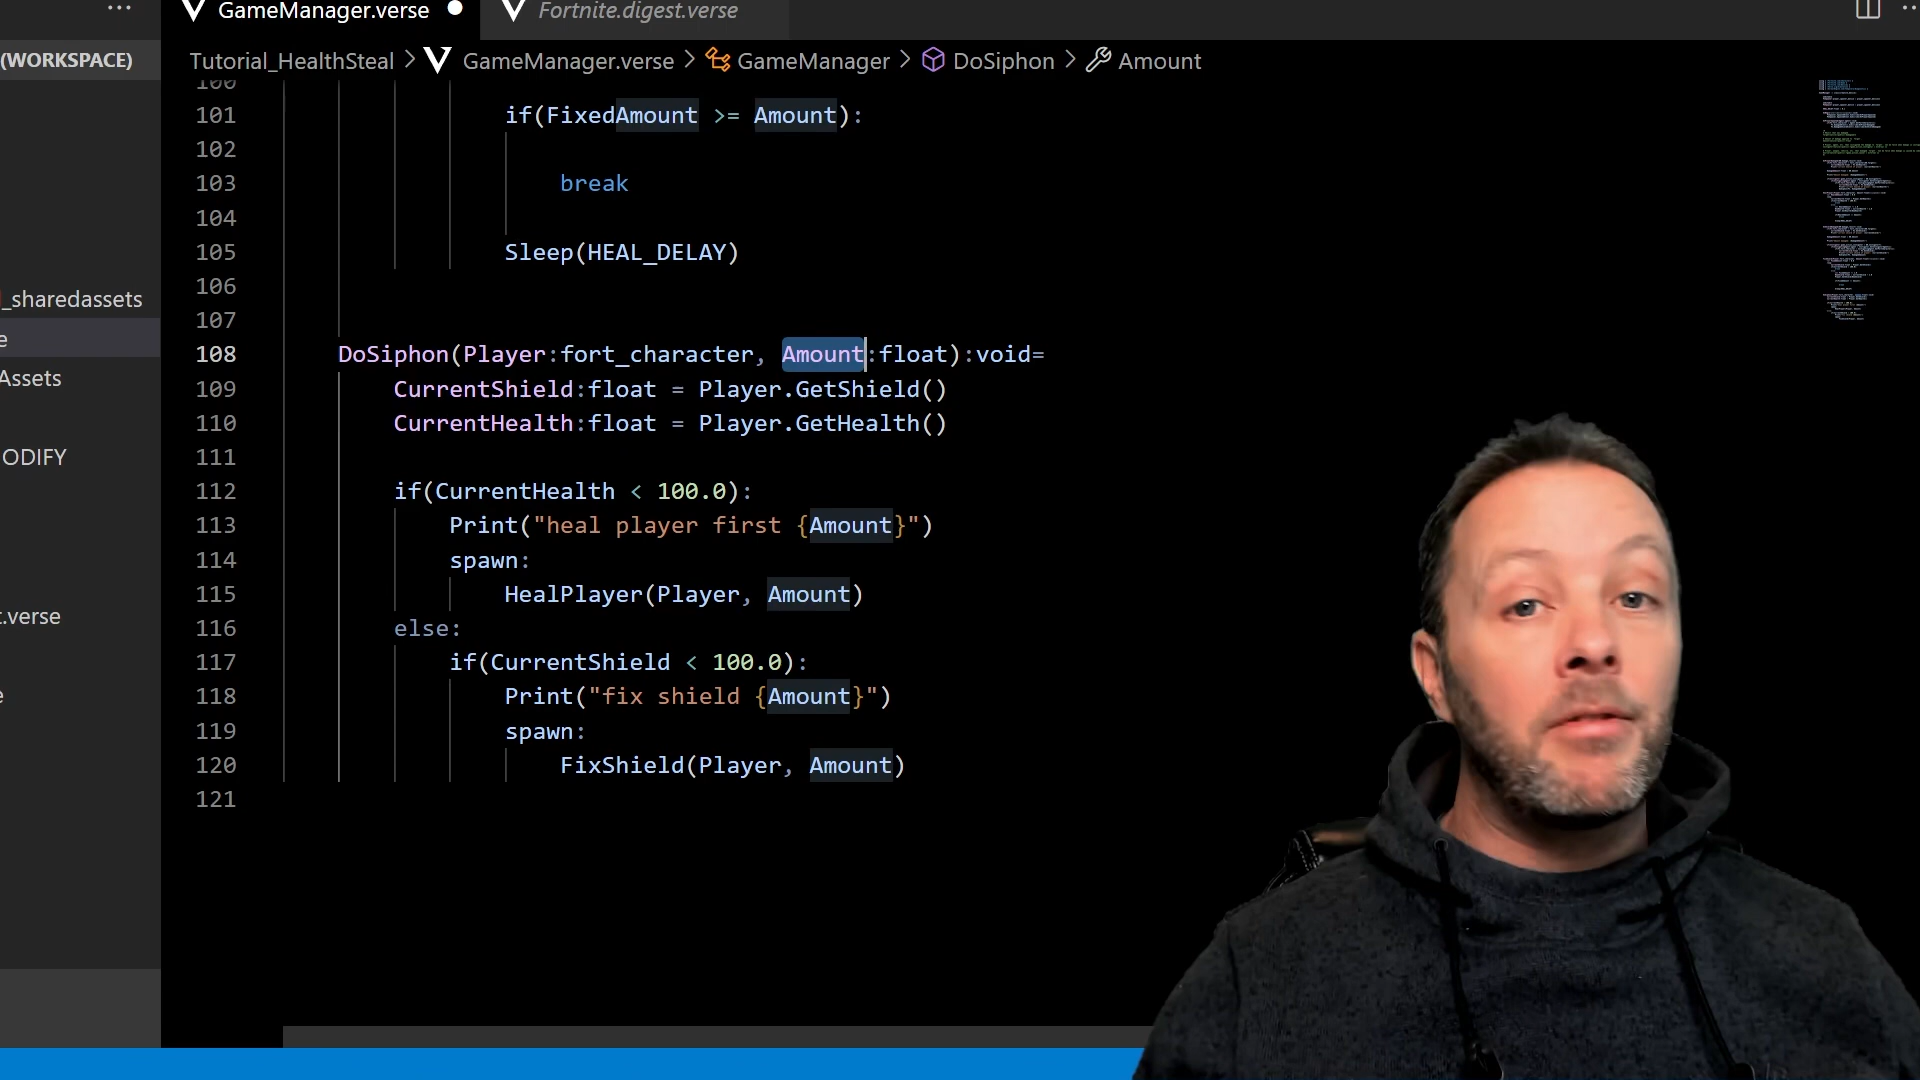 GameManager.verse
Fortnite.digest.verse
(WORKSPACE)
Tutorial_HealthSteal > GameManager.verse > GameManager > DoSiphon > Amount
100
101 if(FixedAmount >= Amount):
102
103 break
104
_sharedassets
105 Sleep(HEAL_DELAY)
106
107
Assets
108 DoSiphon(Player:fort_character, Amount:float):void=
109 CurrentShield:float = Player.GetShield()
110 CurrentHealth:float = Player.GetHealth()
ODIFY
111
112 if(CurrentHealth < 100.0):
113 Print("heal player first {Amount}")
114 spawn:
115 HealPlayer(Player, Amount)
.verse
116 else:
117 if(CurrentShield < 100.0):
118 Print("fix shield {Amount}")
119 spawn:
120 FixShield(Player, Amount)
121